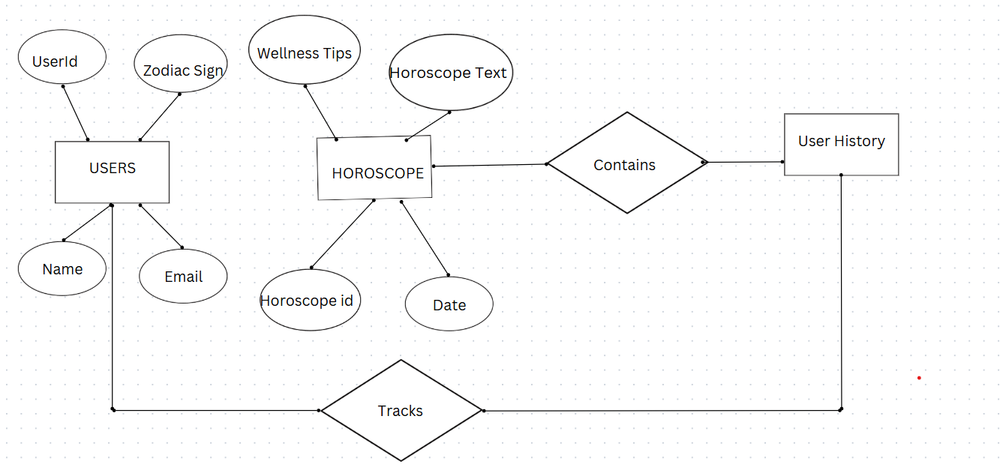 UserId
Zodiac Sign
Wellness Tips
Horoscope Text
USERS
HOROSCOPE
Contains
User History
Name
Email
Horoscope id
Date
Tracks